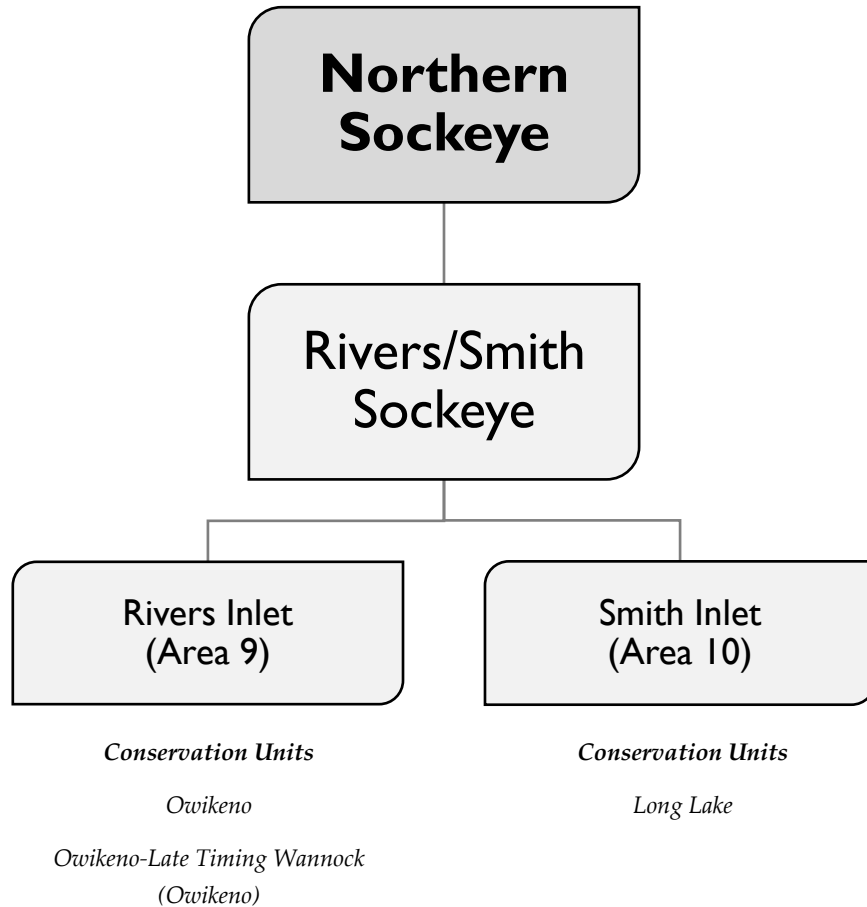 Northern
Sockeye
Rivers/Smith
Sockeye
Rivers Inlet
(Area 9)
Smith Inlet
(Area 10)
Conservation Units
Owikeno
Owikeno-Late Timing Wannock
(Owikeno)
Conservation Units
Long Lake